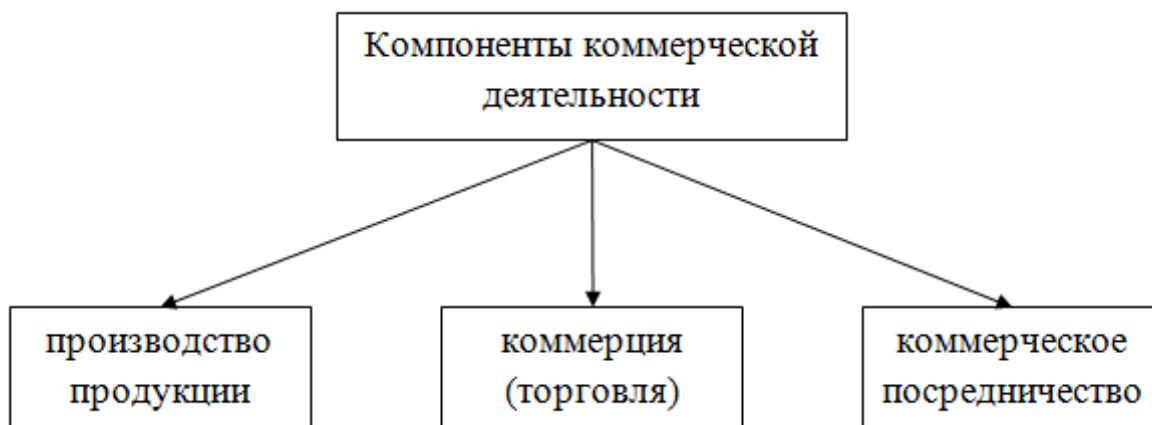 Компоненты коммерческой
деятельности
производство
продукции
коммерция
(торговля)
коммерческое
посредничество